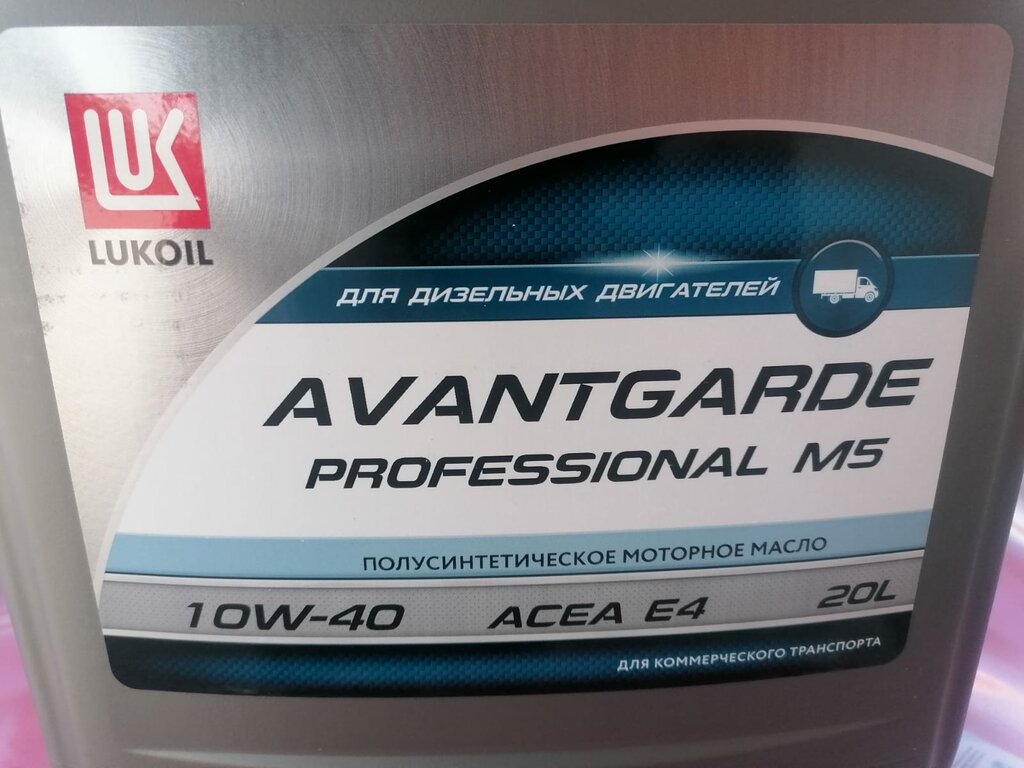 LUK
LUKOIL
ДЛЯ ДИЗЕЛЬНЫХ ДВИГАТЕЛЕЙ
AVANTGARDE
PROFESSIONAL M5
ПОЛУСИНТЕТИЧЕСКОЕ МОТОРНОЕ МАСЛО
10W-40 ACEA E4 20L
ДЛЯ КОММЕРЧЕСКОГО ТРАНСПОРТА